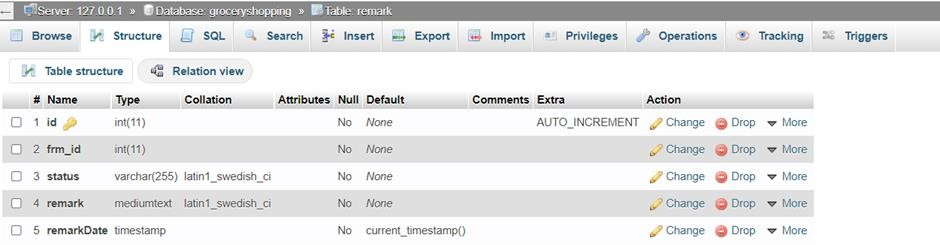 Server: 127.0.0.1 » Database: groceryshopping » Table: remark
Browse Structure SQL Search Insert Export Import Privileges Operations Tracking Triggers
Table structure Relation view
# Name Type Collation Attributes Null Default Comments Extra Action
1 id int(11) No None AUTO_INCREMENT Change Drop More
2 frm_id int(11) No None Change Drop More
3 status varchar(255) latin1_swedish_ci No None Change Drop More
4 remark mediumtext latin1_swedish_ci No None Change Drop More
5 remarkDate timestamp No current_timestamp() Change Drop More